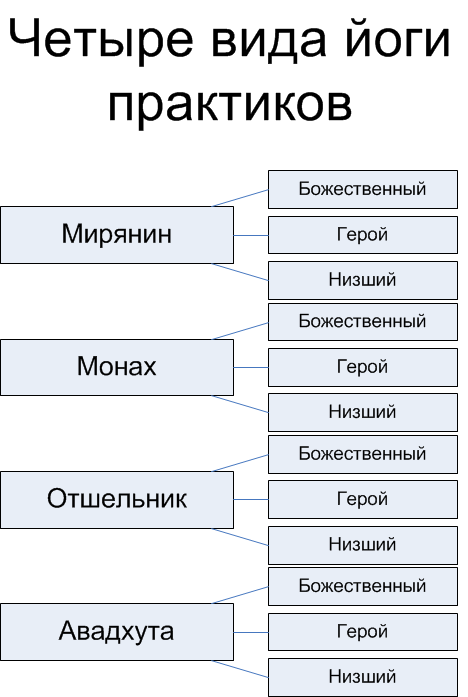 Четыре вида йоги
практиков
Мирянин
Божественный
Герой
Низший
Монах
Божественный
Герой
Низший
Отшельник
Божественный
Герой
Низший
Авадхута
Божественный
Герой
Низший